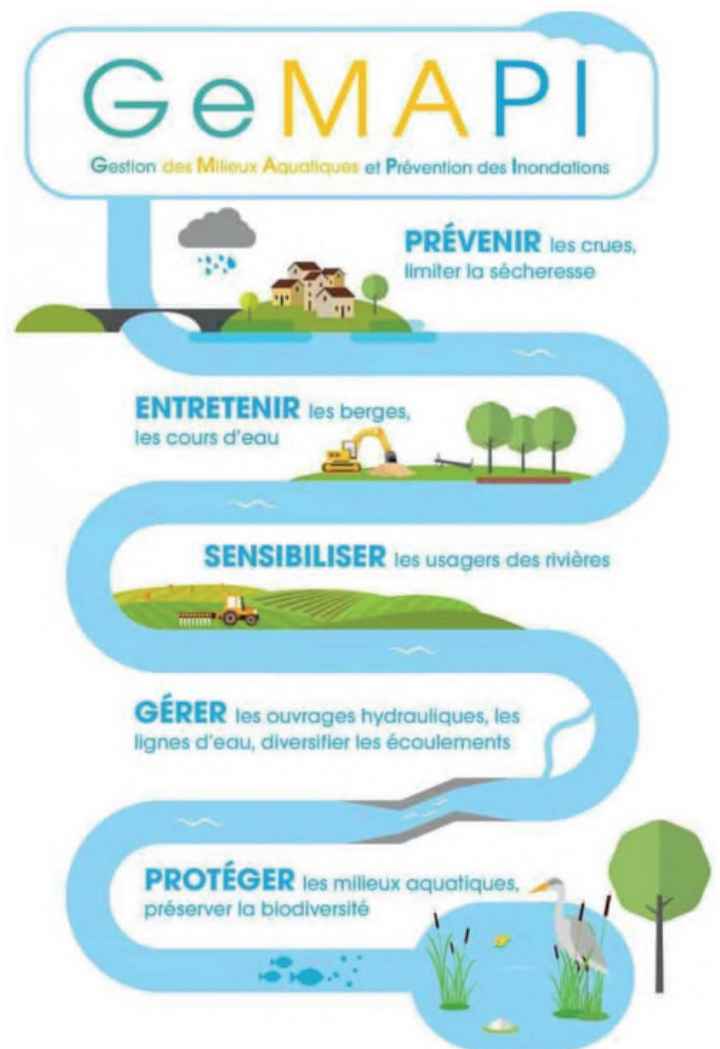 GeMAPI
Gestion des Milieux Aquatiques et Prévention des Inondations
PRÉVENIR les crues,
limiter la sécheresse
ENTRETENIR les berges,
les cours d'eau
SENSIBILISER les usagers des rivières
GÉRER les ouvrages hydrauliques, les
lignes d'eau, diversifier les écoulements
PROTÉGER les milieux aquatiques,
préserver la biodiversité